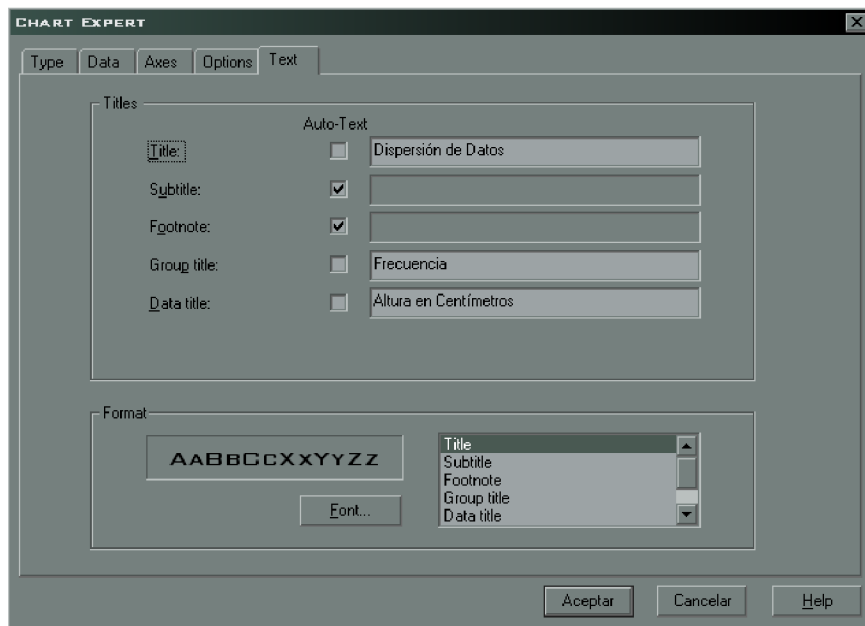 CHART EXPERT
Type Data Axes Options Text
Titles
Auto-Text
Title: Dispersión de Datos
Subtitle:
Footnote:
Group title: Frecuencia
Data title: Altura en Centímetros
Format
AABBCCXXYYZZ
Font...
Title
Subtitle
Footnote
Group title
Data title
Aceptar Cancelar Help